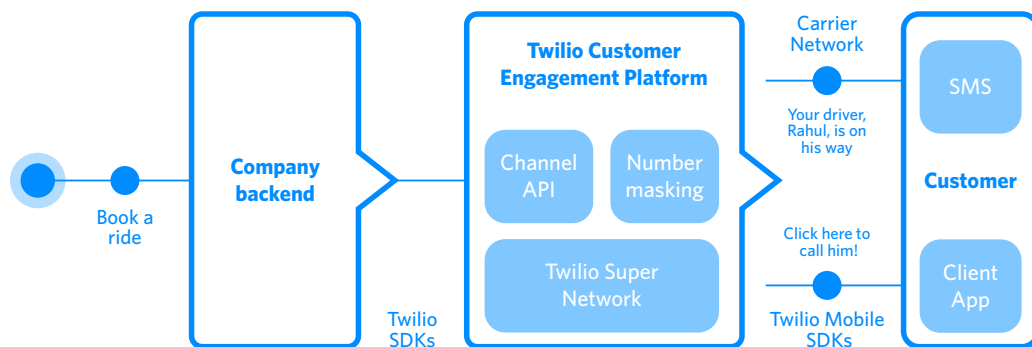 Book a
ride
Company
backend
Twilio
SDKs
Twilio Customer
Engagement Platform
Channel
API
Number
masking
Twilio Super
Network
Carrier
Network
Your driver,
Rahul, is on
his way
Click here to
call him!
Twilio Mobile
SDKs
SMS
Customer
Client
App